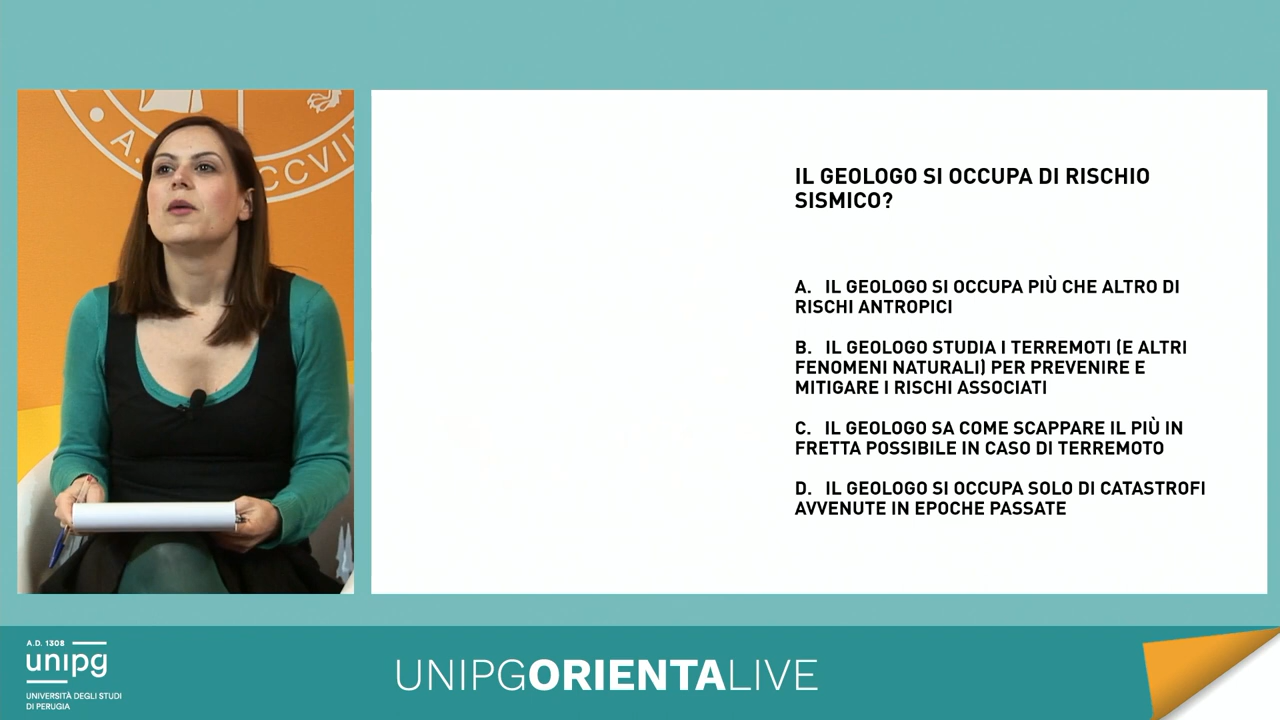 A.
CCVII
IL GEOLOGO SI OCCUPA DI RISCHIO
SISMICO?
A. IL GEOLOGO SI OCCUPA PIÙ CHE ALTRO DI
RISCHI ANTROPICI
B. IL GEOLOGO STUDIA I TERREMOTI (E ALTRI
FENOMENI NATURALI) PER PREVENIRE E
MITIGARE I RISCHI ASSOCIATI
C. IL GEOLOGO SA COME SCAPPARE IL PIÙ IN
FRETTA POSSIBILE IN CASO DI TERREMOTO
D. IL GEOLOGO SI OCCUPA SOLO DI CATASTROFI
AVVENUTE IN EPOCHE PASSATE
A.D. 1308
unipg
UNIVERSITÀ DEGLI STUDI
DI PERUGIA
UNIPGORIENTALIVE